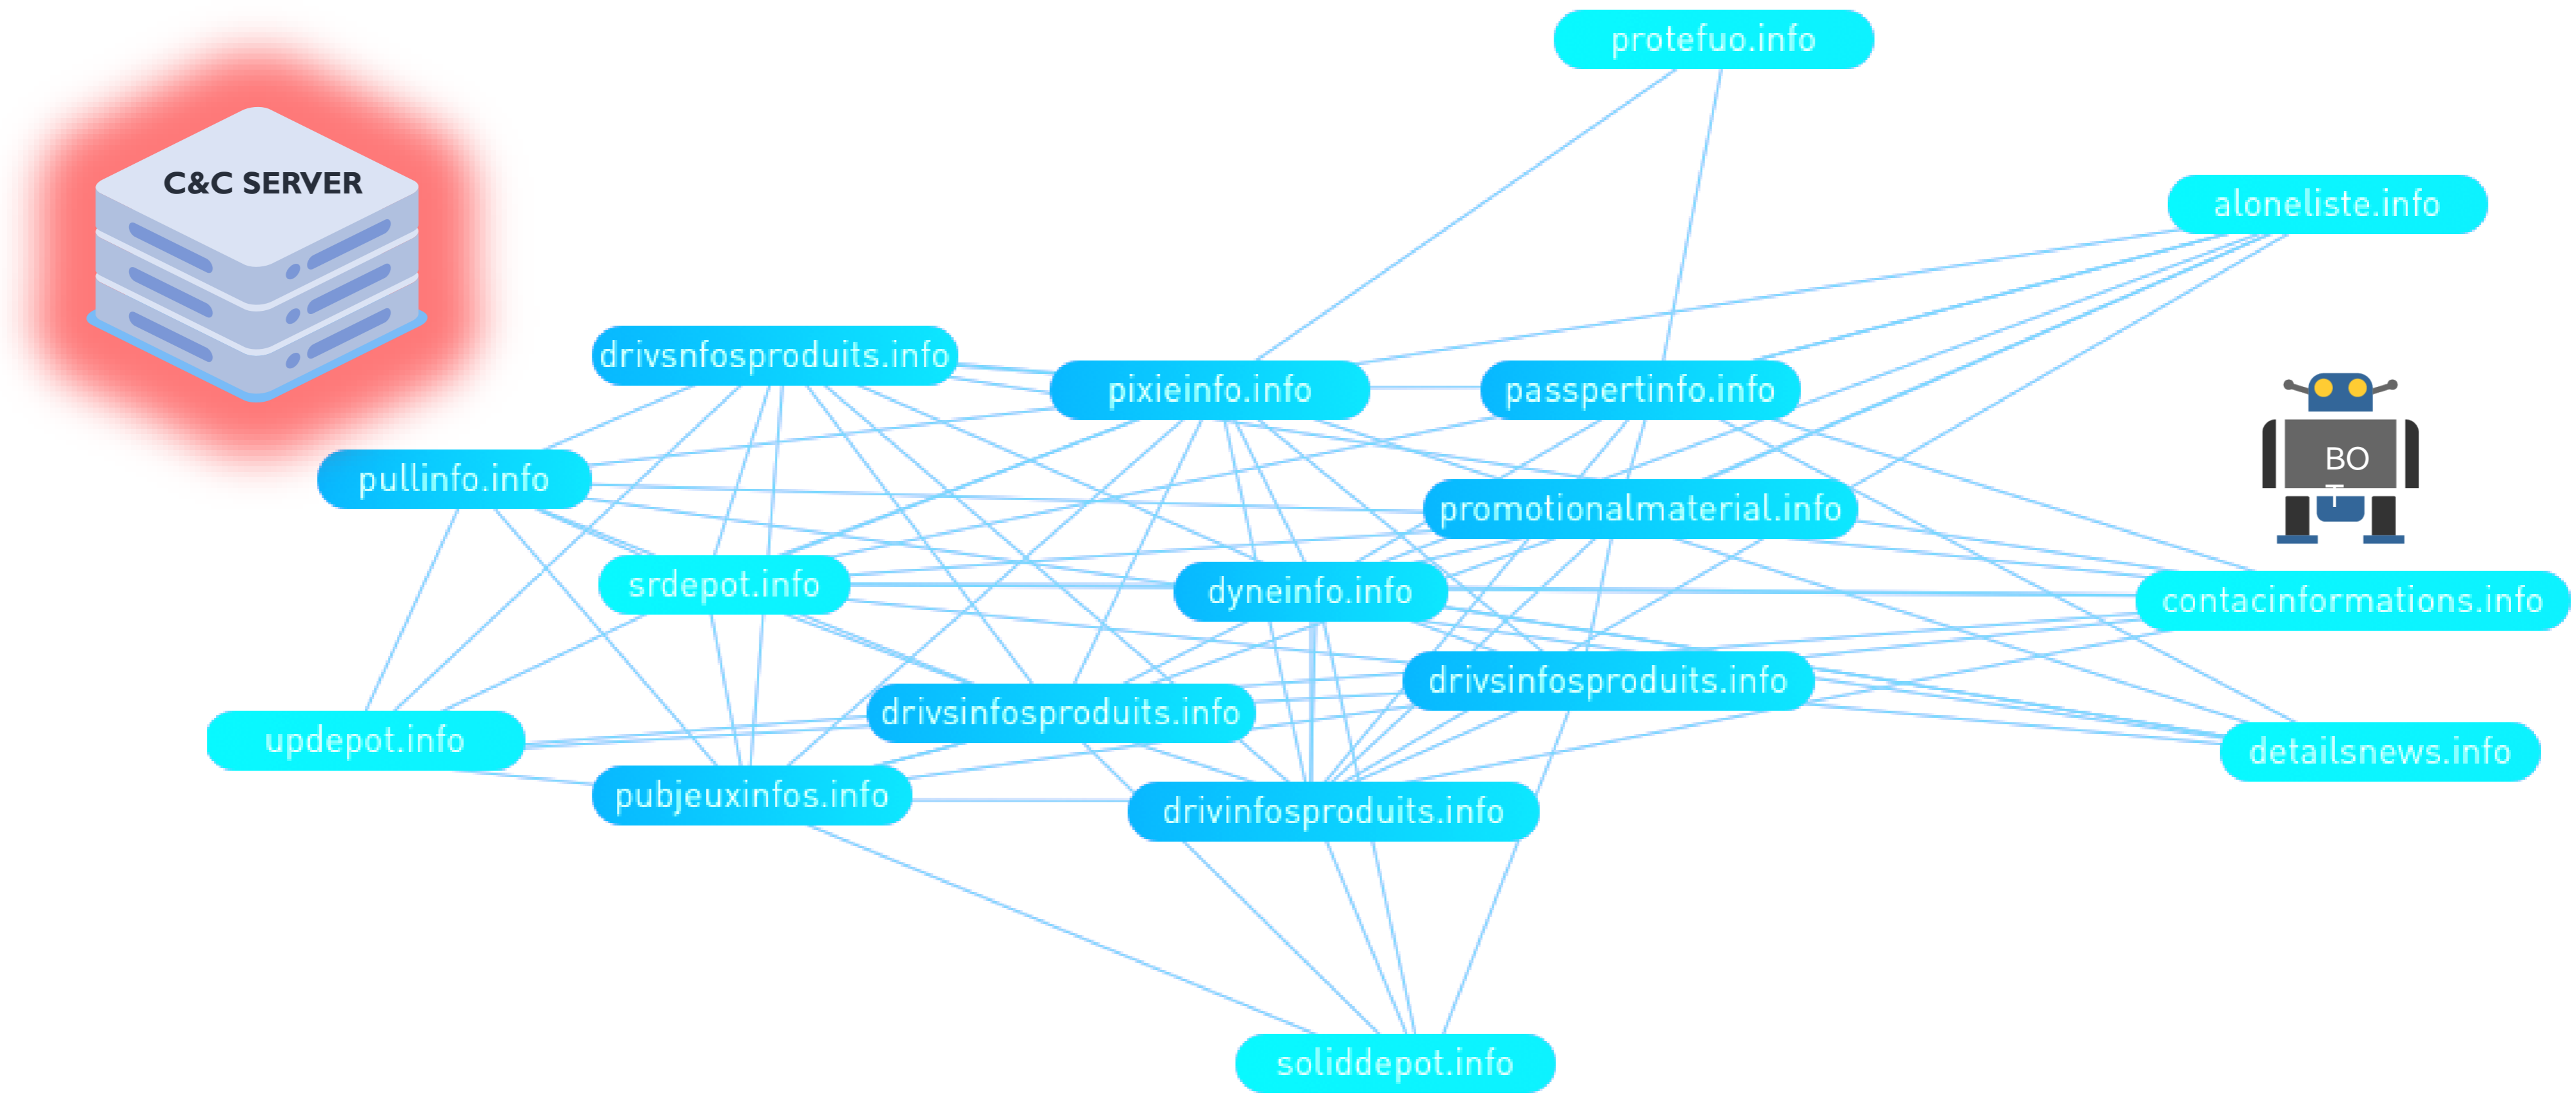 protefuo.info
C&C SERVER
aloneliste.info
drivsnfosproduits.info
pixieinfo.info
passpertinfo.info
BO
T
pullinfo.info
promotionalmaterial.info
srdepot.info
dyneinfo.info
contacinformations.info
drivsinfosproduits.info
drivsinfosproduits.info
updepot.info
detailsnews.info
pubjeuxinfos.info
drivinfosproduits.info
soliddepot.info